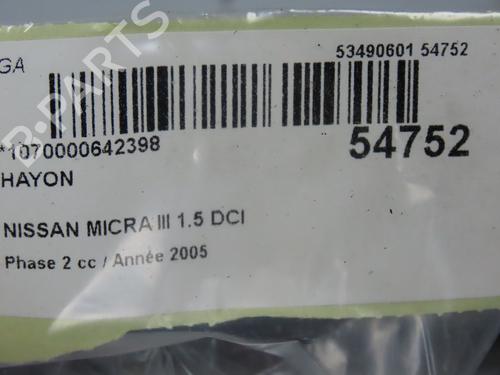 GA
53490601 54752
*1070000642398
54752
HAYON
NISSAN MICRA III 1.5 DCI
Phase 2 cc / Année 2005
B-PARTS